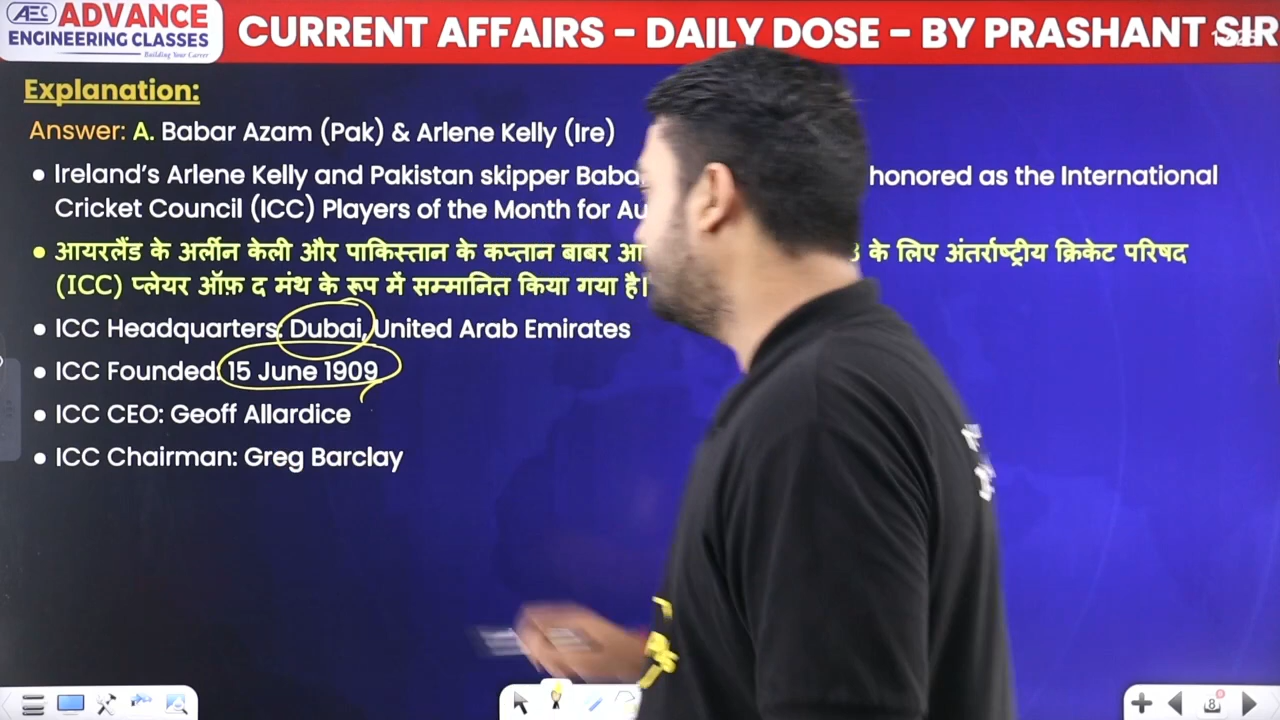 AEC ADVANCE
ENGINEERING CLASSES
Building Your Career
CURRENT AFFAIRS – DAILY DOSE – BY PRASHANT SIR
Explanation:
Answer: A. Babar Azam (Pak) & Arlene Kelly (Ire)
• Ireland's Arlene Kelly and Pakistan skipper honored as the International
Cricket Council (ICC) Players of the Month for
• आयरलैंड के अर्लीन केली और पाकिस्तान के कप्तान बाबर के लिए अंतर्राष्ट्रीय क्रिकेट परिषद
(ICC) प्लेयर ऑफ़ द मंथ के रूप में सम्मानित किया गया है।
• ICC Headquarters: Dubai, United Arab Emirates
• ICC Founded: 15 June 1909
• ICC CEO: Geoff Allardice
• ICC Chairman: Greg Barclay
8